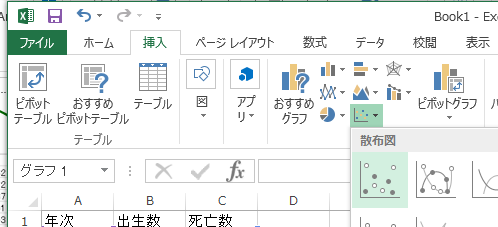 Book1 - Exc
ファイル ホーム 挿入 ページ レイアウト 数式 データ 校閲 表示
ピボット
テーブル
おすすめ
ピボットテーブル
テーブル
図
アプ
リ
おすすめ
グラフ
ピボットグラフ
テーブル
散布図
グラフ 1
A B C D
1 年次 出生数 死亡数